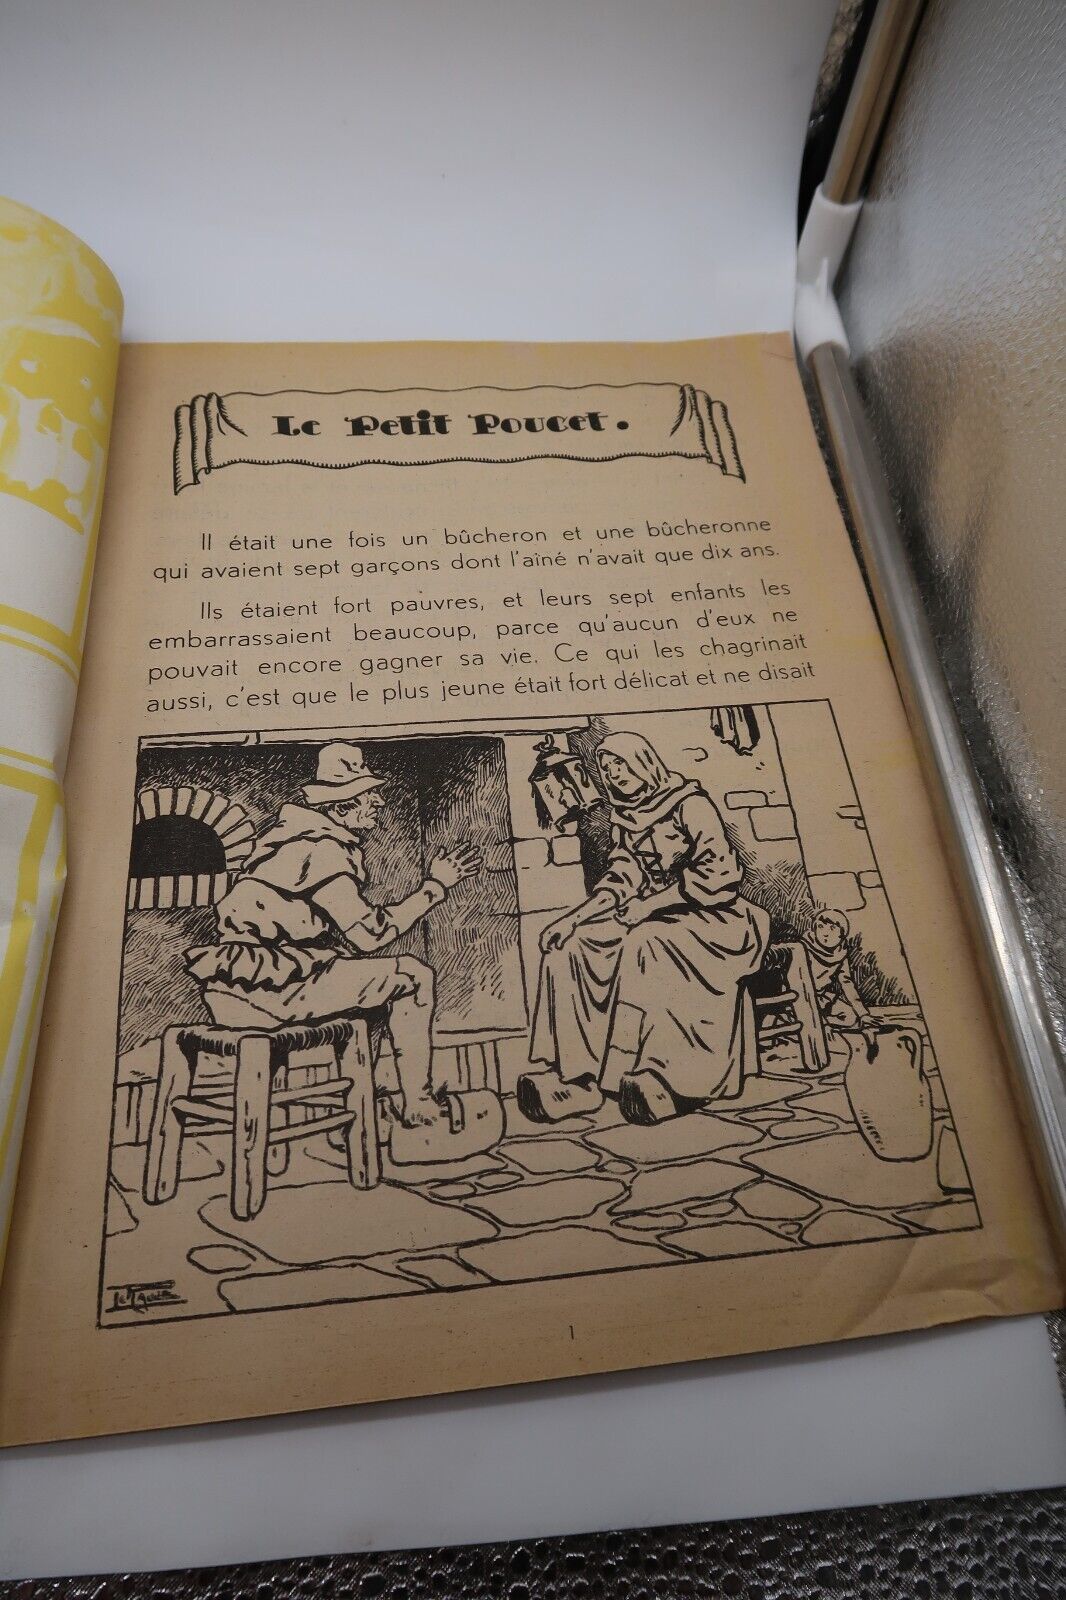 Le Petit Poucet.
Il était une fois un bûcheron et une bûcheronne
qui avaient sept garçons dont l'aîné n'avait que dix ans.
Ils étaient fort pauvres, et leurs sept enfants les
embarrassaient beaucoup, parce qu'aucun d'eux ne
pouvait encore gagner sa vie. Ce qui les chagrinait
aussi, c'est que le plus jeune était fort délicat et ne disait
1